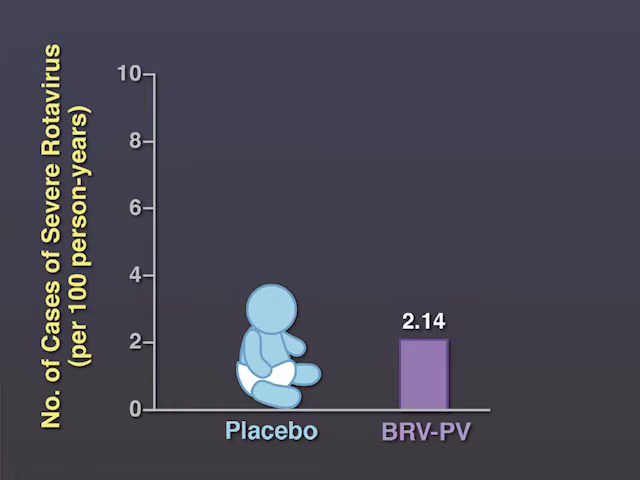 No. of Cases of Severe Rotavirus
(per 100 person-years)
10
8
6
4
2
0
2.14
Placebo
BRV-PV